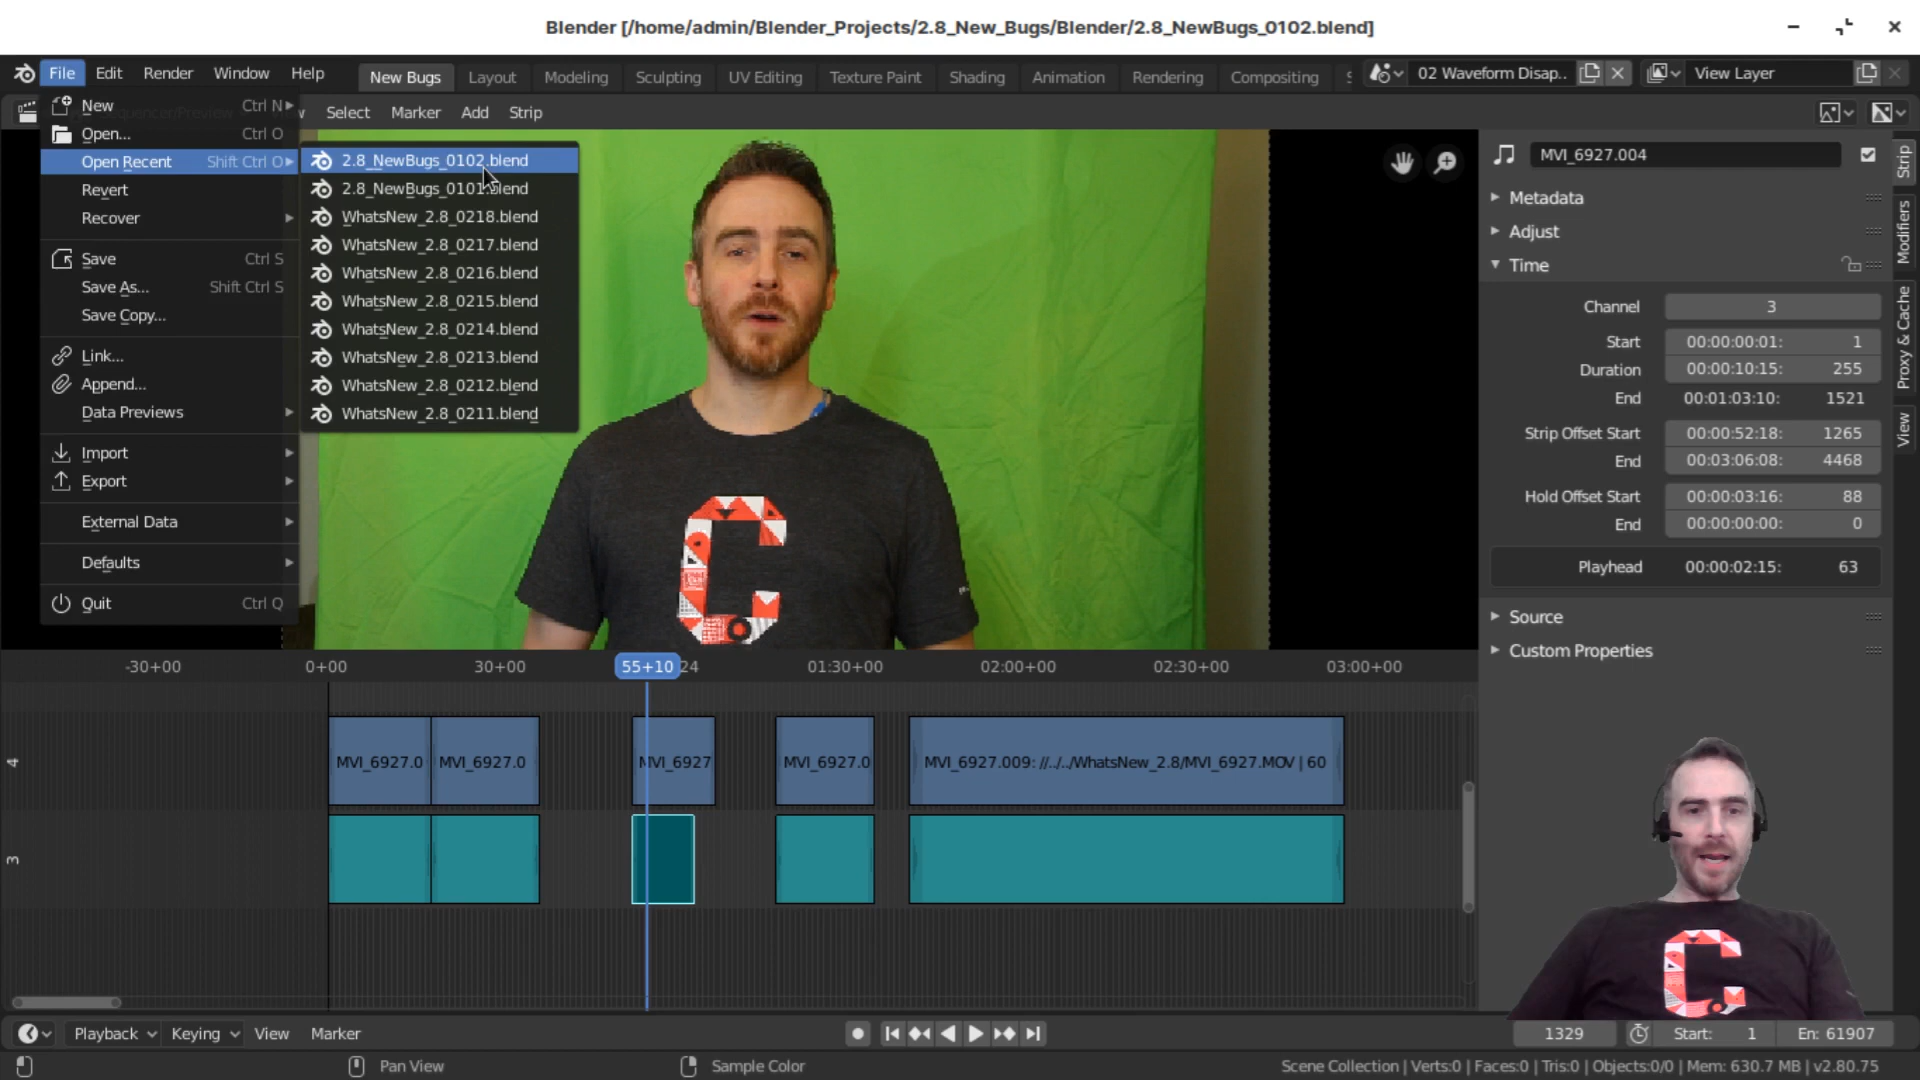 Blender [/home/admin/Blender_Projects/2.8_New_Bugs/Blender/2.8_NewBugs_0102.blend]
File Edit Render Window Help New Bugs Layout Modeling Sculpting UV Editing Texture Paint Shading Animation Rendering Compositing 02 Waveform Disap.. View Layer
Select Marker Add Strip
New Ctrl N
Open... Ctrl O
Open Recent Shift Ctrl O
Revert
Recover
Save Ctrl S
Save As... Shift Ctrl S
Save Copy...
Link...
Append...
Data Previews
Import
Export
External Data
Defaults
Quit Ctrl Q
2.8_NewBugs_0102.blend
2.8_NewBugs_0101.blend
WhatsNew_2.8_0218.blend
WhatsNew_2.8_0217.blend
WhatsNew_2.8_0216.blend
WhatsNew_2.8_0215.blend
WhatsNew_2.8_0214.blend
WhatsNew_2.8_0213.blend
WhatsNew_2.8_0212.blend
WhatsNew_2.8_0211.blend
C
MVI_6927.004
Metadata
Adjust
Time
Channel 3
Start 00:00:00:01: 1
Duration 00:00:10:15: 255
End 00:01:03:10: 1521
Strip Offset Start 00:00:52:18: 1265
End 00:03:06:08: 4468
Hold Offset Start 00:00:03:16: 88
End 00:00:00:00: 0
Playhead 00:00:02:15: 63
Source
Custom Properties
Strip
Modifiers
Proxy & Cache
View
-30+00 0+00 30+00 55+10 24 01:30+00 02:00+00 02:30+00 03:00+00
4 MVI_6927.0 MVI_6927.0 MVI_6927 MVI_6927.0 MVI_6927.009: //../../WhatsNew_2.8/MVI_6927.MOV | 60
3
C
Playback Keying View Marker 1329 Start: 1 En: 61907
Pan View Sample Color Scene Collection | Verts:0 | Faces:0 | Tris:0 | Objects:0/0 | Mem: 630.7 MB | v2.80.75